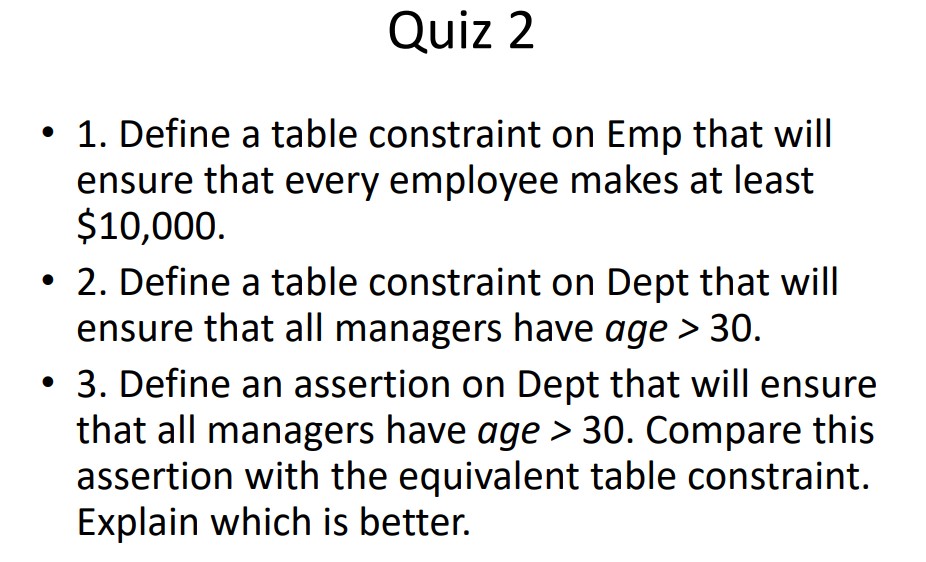 Quiz 2
• 1. Define a table constraint on Emp that will
ensure that every employee makes at least
$10,000.
• 2. Define a table constraint on Dept that will
ensure that all managers have age > 30.
• 3. Define an assertion on Dept that will ensure
that all managers have age > 30. Compare this
assertion with the equivalent table constraint.
Explain which is better.